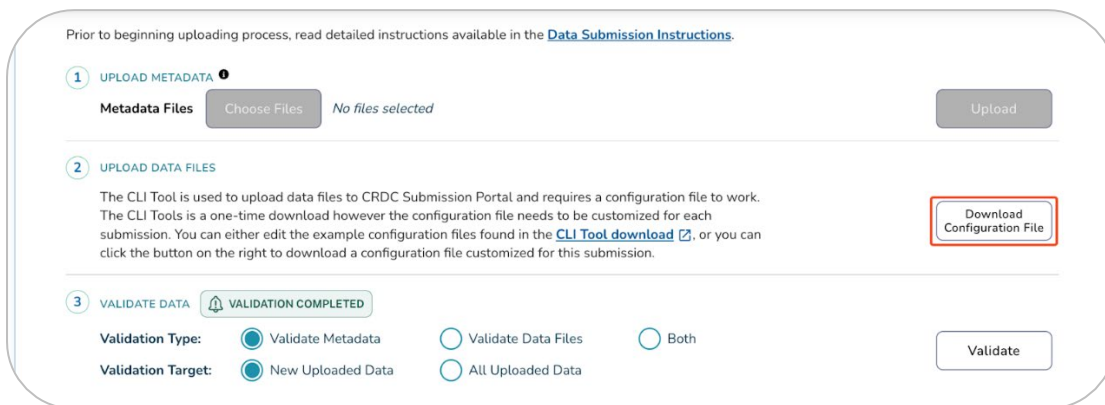 Prior to beginning uploading process, read detailed instructions available in the Data Submission Instructions.
1 UPLOAD METADATA
Metadata Files Choose Files No files selected Upload
2 UPLOAD DATA FILES
The CLI Tool is used to upload data files to CRDC Submission Portal and requires a configuration file to work.
The CLI Tools is a one-time download however the configuration file needs to be customized for each
submission. You can either edit the example configuration files found in the CLI Tool download, or you can
click the button on the right to download a configuration file customized for this submission.
Download
Configuration File
3 VALIDATE DATA VALIDATION COMPLETED
Validation Type: Validate Metadata Validate Data Files Both
Validation Target: New Uploaded Data All Uploaded Data
Validate